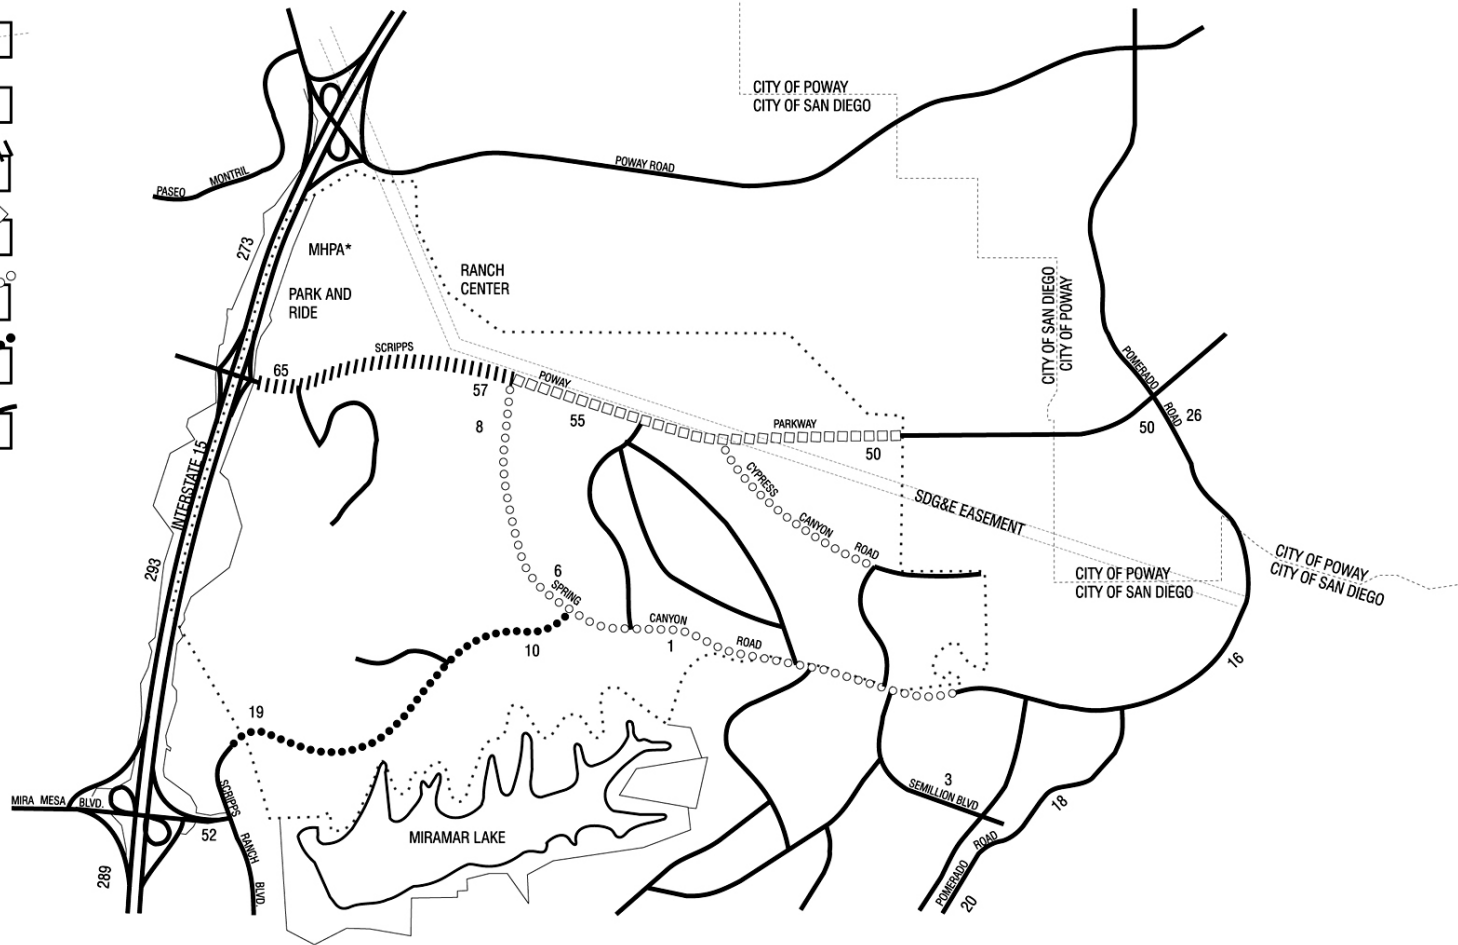 CITY OF POWAY
CITY OF SAN DIEGO
POWAY ROAD
PASEO MONTRIL
273
MHPA*
RANCH
CENTER
PARK AND
RIDE
CITY OF SAN DIEGO
CITY OF POWAY
SCRIPPS
65
57
POWAY
55
PARKWAY
50
POMERADO ROAD
26
50
8
INTERSTATE 15
CYPRESS CANYON ROAD
SDG&E EASEMENT
293
6
SPRING CANYON ROAD
CITY OF POWAY
CITY OF SAN DIEGO
CITY OF POWAY
CITY OF SAN DIEGO
10
1
16
19
MIRA MESA BLVD.
SCRIPPS RANCH BLVD.
52
3
SEMILLION BLVD
18
MIRAMAR LAKE
289
POMERADO ROAD
20